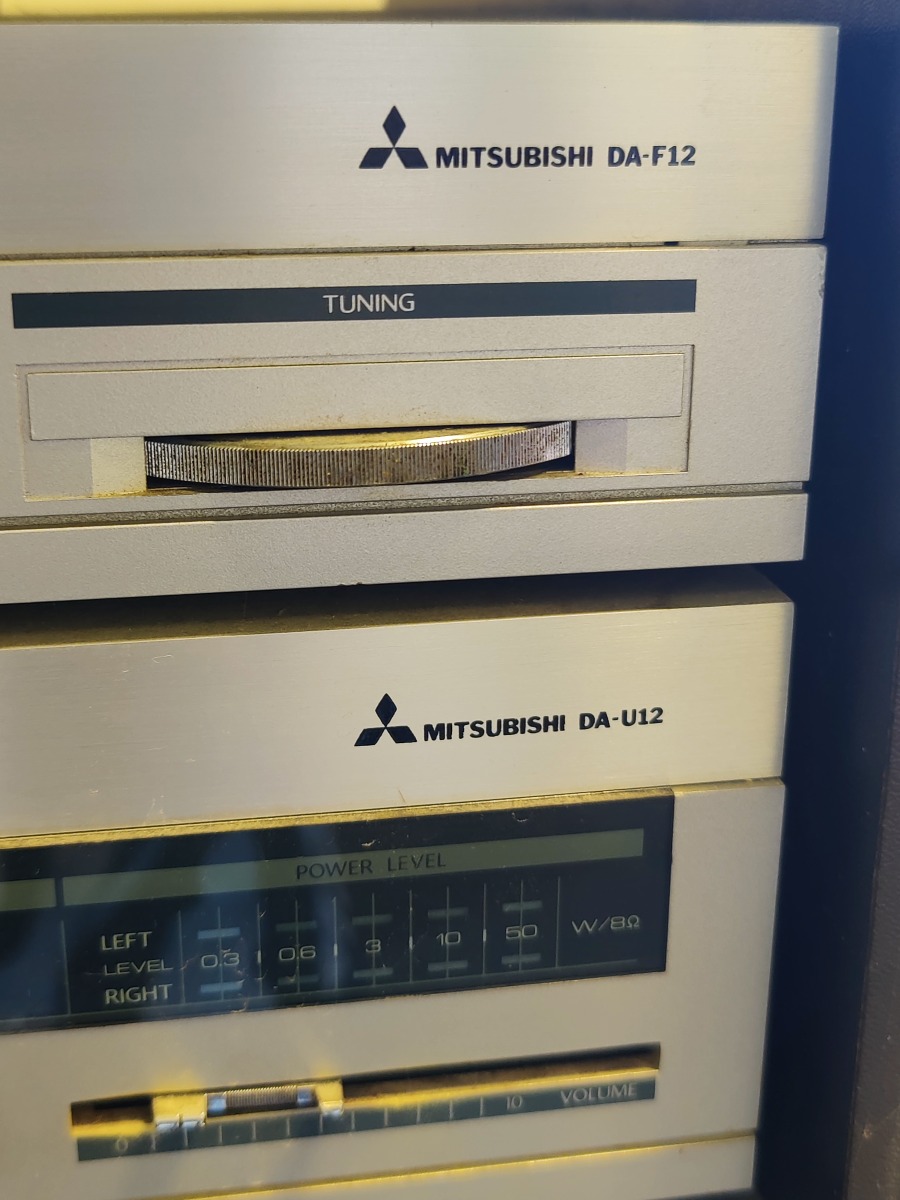 MITSUBISHI DA-F12
TUNING
MITSUBISHI DA-U12
POWER LEVEL
LEFT
LEVEL 0.3 0.6 3 10 50 W/8Ω
RIGHT
0 10 VOLUME